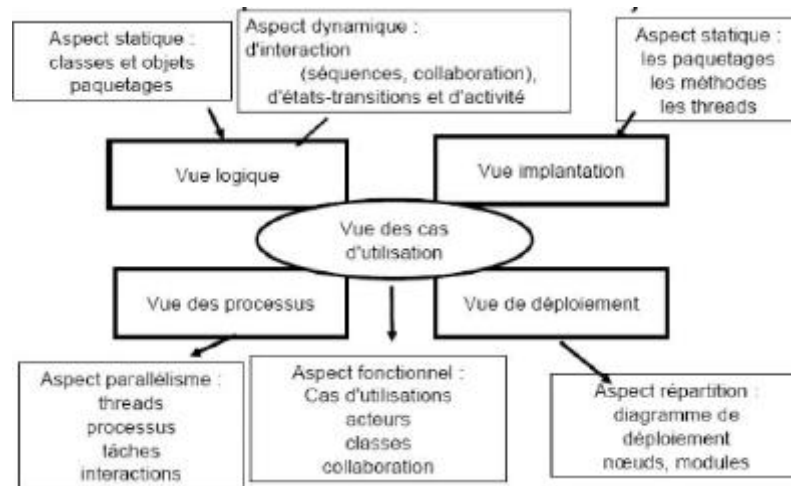 Aspect statique :
classes et objets
paquetages
Aspect dynamique :
d'interaction
(séquences, collaboration),
d'états-transitions et d'activité
Aspect statique :
les paquetages
les méthodes
les threads
Vue logique
Vue implantation
Vue des cas
d'utilisation
Vue des processus
Vue de déploiement
Aspect parallélisme :
threads
processus
tâches
interactions
Aspect fonctionnel :
Cas d'utilisations
acteurs
classes
collaboration
Aspect répartition :
diagramme de
déploiement
nœuds, modules